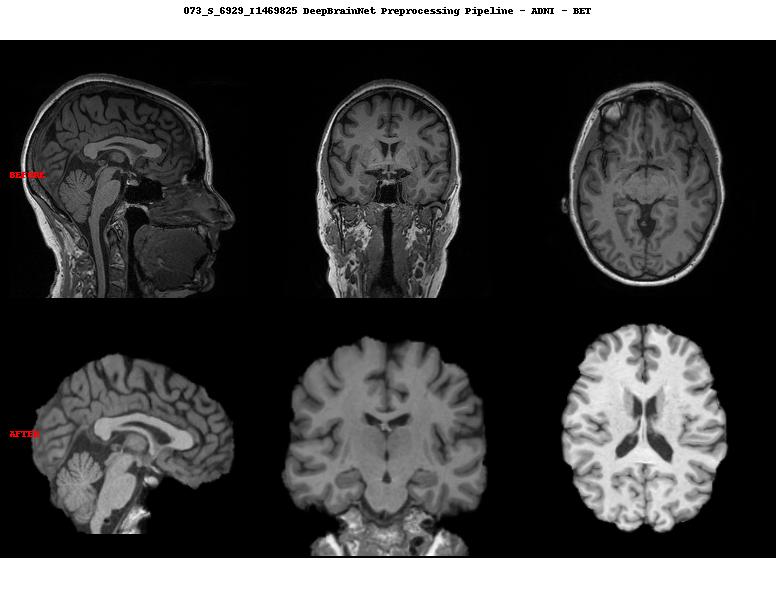 073_S_6929_I1469825 DeepBrainNet Preprocessing Pipeline - ADNI - BET
BEFORE
AFTER